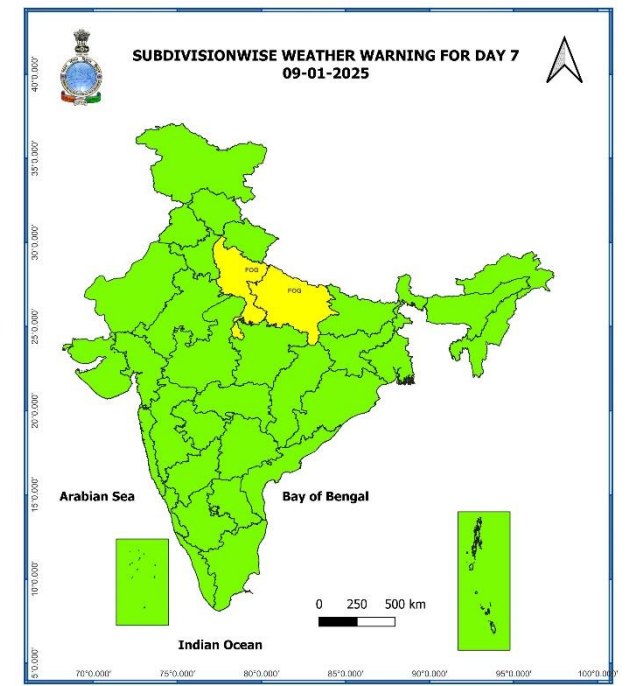 SUBDIVISIONWISE WEATHER WARNING FOR DAY 7
09-01-2025
40°0.000'
35°0.000'
30°0.000'
25°0.000'
20°0.000'
15°0.000'
10°0.000'
5°0.000'
FOG
FOG
Arabian Sea
Bay of Bengal
0 250 500 km
Indian Ocean
70°0.000' 75°0.000' 80°0.000' 85°0.000' 90°0.000' 95°0.000' 100°0.000'